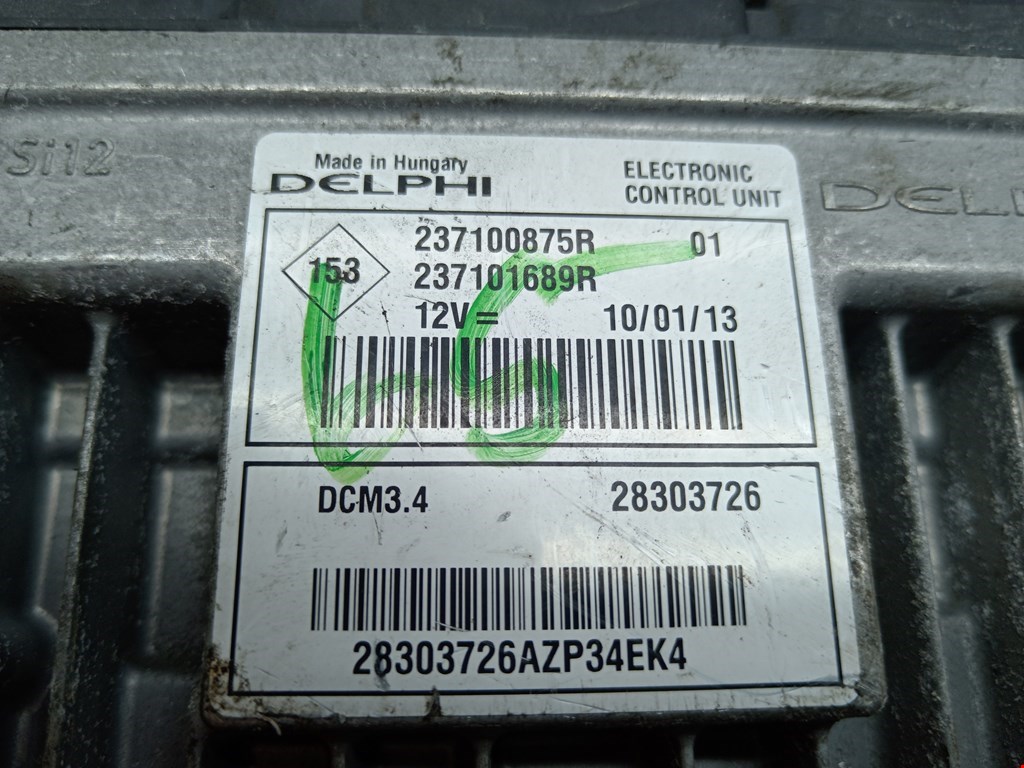 Si12
Made in Hungary
DELPHI
ELECTRONIC
CONTROL UNIT
153
237100875R 01
237101689R
12V= 10/01/13
DCM3.4 28303726
28303726AZP34EK4